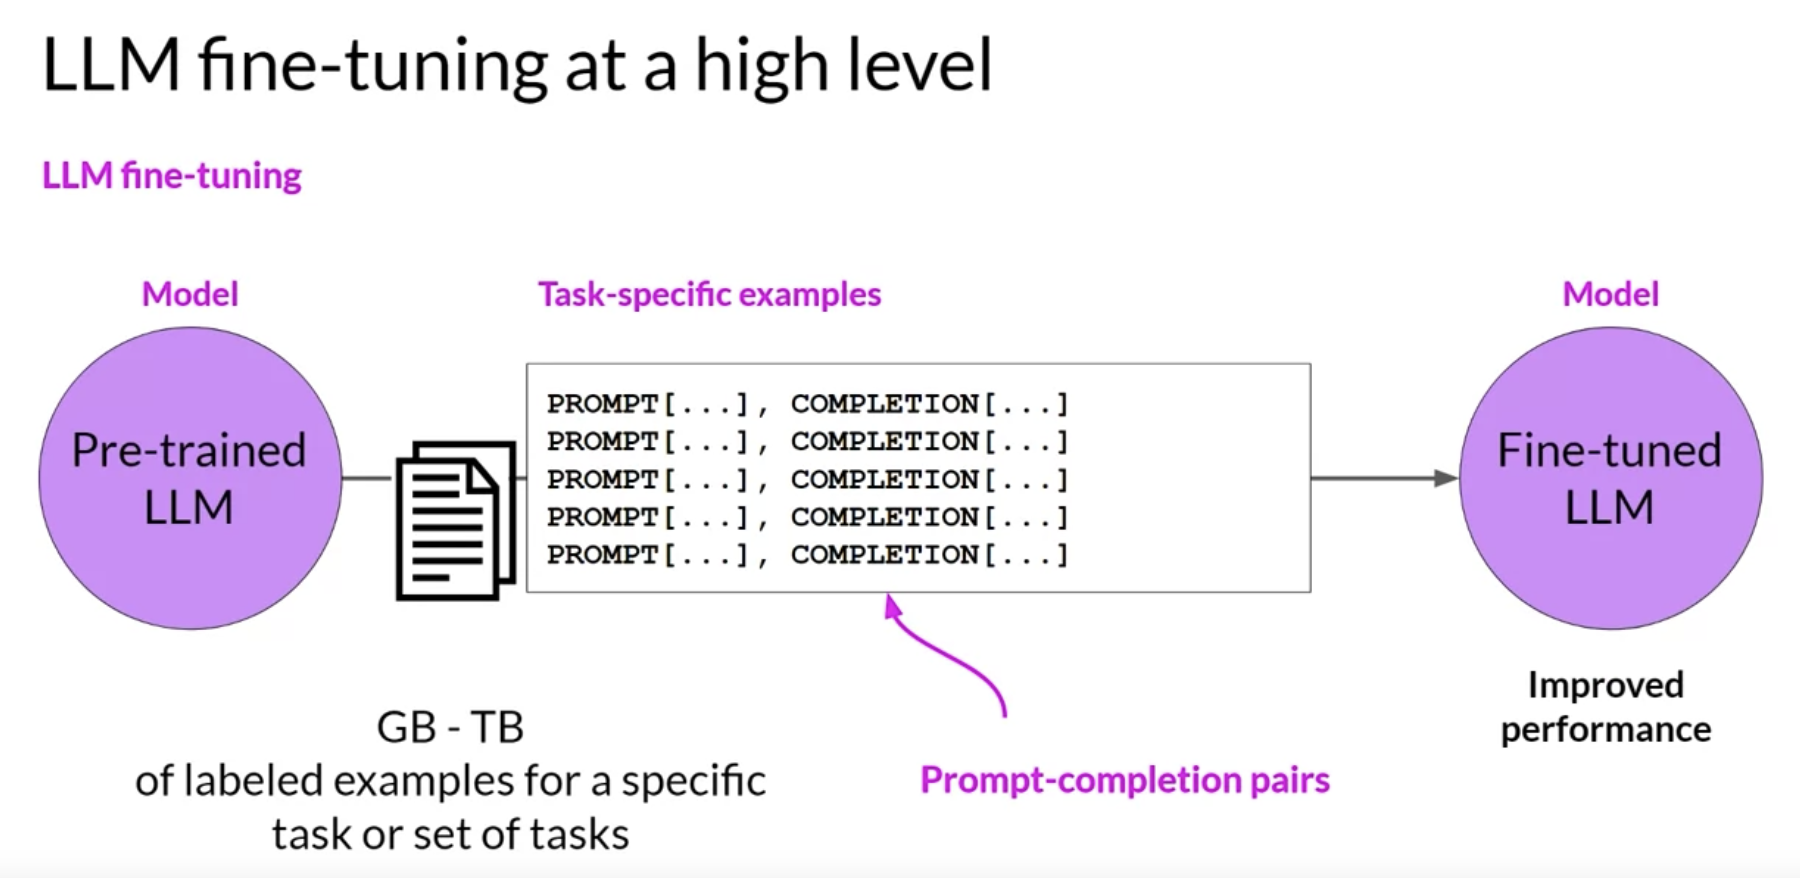 LLM fine-tuning at a high level
LLM fine-tuning
Model
Task-specific examples
Model
Pre-trained
LLM
PROMPT[...], COMPLETION[...]
PROMPT[...], COMPLETION[...]
PROMPT[...], COMPLETION[...]
PROMPT[...], COMPLETION[...]
PROMPT[...], COMPLETION[...]
Fine-tuned
LLM
GB - TB
of labeled examples for a specific
task or set of tasks
Prompt-completion pairs
Improved
performance